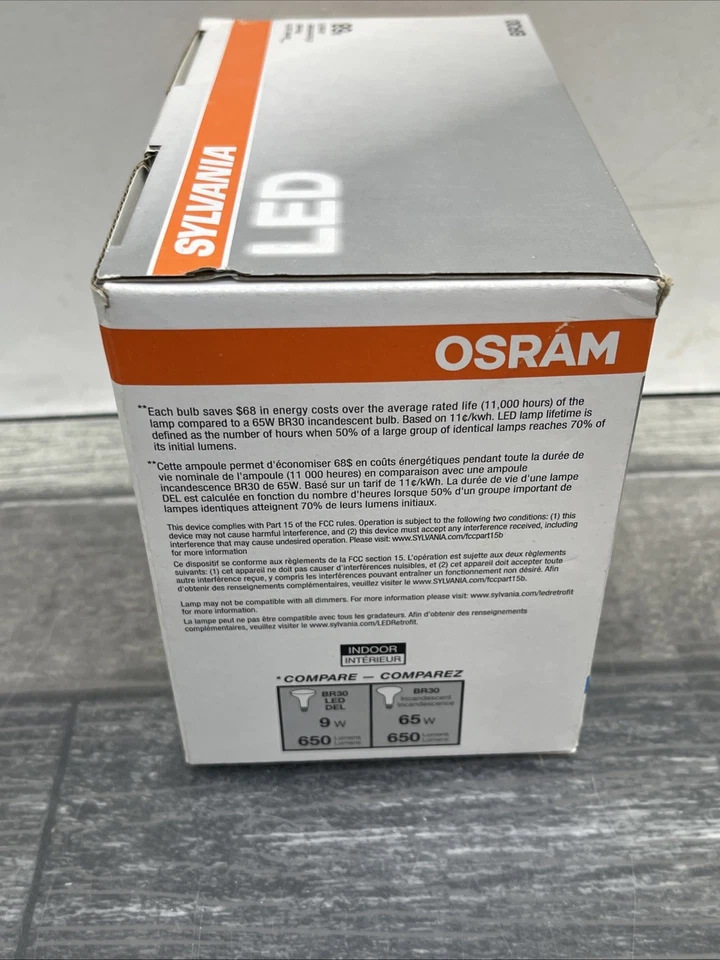 SYLVANIA
LED
BR30
OSRAM
**Each bulb saves $68 in energy costs over the average rated life (11,000 hours) of the
lamp compared to a 65W BR30 incandescent bulb. Based on 11¢/kwh. LED lamp lifetime is
defined as the number of hours when 50% of a large group of identical lamps reaches 70% of
its initial lumens.
**Cette ampoule permet d'économiser 68$ en coûts énergétiques pendant toute la durée de
vie nominale de l'ampoule (11 000 heures) en comparaison avec une ampoule
incandescence BR30 de 65W. Basé sur un tarif de 11¢/kWh. La durée de vie d'une lampe
DEL est calculée en fonction du nombre d'heures lorsque 50% d'un groupe important de
lampes identiques atteignent 70% de leurs lumens initiaux.
This device complies with Part 15 of the FCC rules. Operation is subject to the following two conditions: (1) this
device may not cause harmful interference, and (2) this device must accept any interference received, including
interference that may cause undesired operation. Please visit: www.SYLVANIA.com/fccpart15b
for more information
Ce dispositif se conforme aux règlements de la FCC section 15. L'opération est sujette aux deux règlements
suivants: (1) cet appareil ne doit pas causer d'interférences nuisibles, et (2) cet appareil doit accepter toute
autre interférence reçue, y compris les interférences pouvant entraîner un fonctionnement non désiré. Afin
d'obtenir des renseignements complémentaires, veuillez visiter le www.SYLVANIA.com/fccpart15b.
Lamp may not be compatible with all dimmers. For more information please visit: www.sylvania.com/ledretrofit
for more information.
La lampe peut ne pas être compatible avec tous les gradateurs. Afin d'obtenir des renseignements
complémentaires, veuillez visiter le www.sylvania.com/LEDRetrofit.
INDOOR
INTÉRIEUR
*COMPARE – COMPAREZ
BR30
LED
DEL
9 W
650 Lumens
Lumens
BR30
Incandescent
Incandescence
65 W
650 Lumens
Lumens